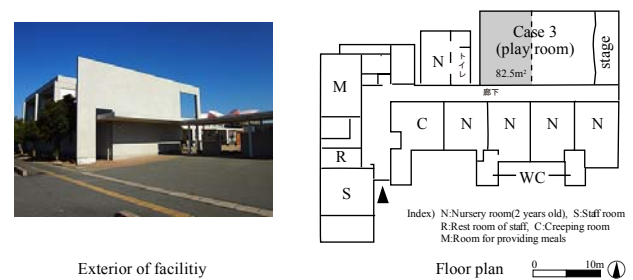 Case 3
(play room)
82.5m²
stage
N
トイレ
廊下
M
C
N
N
N
N
R
S
WC
Index) N:Nursery room(2 years old), S:Staff room
R:Rest room of staff, C:Creeping room
M:Room for providing meals
Exterior of facilitiy
Floor plan
0 10m